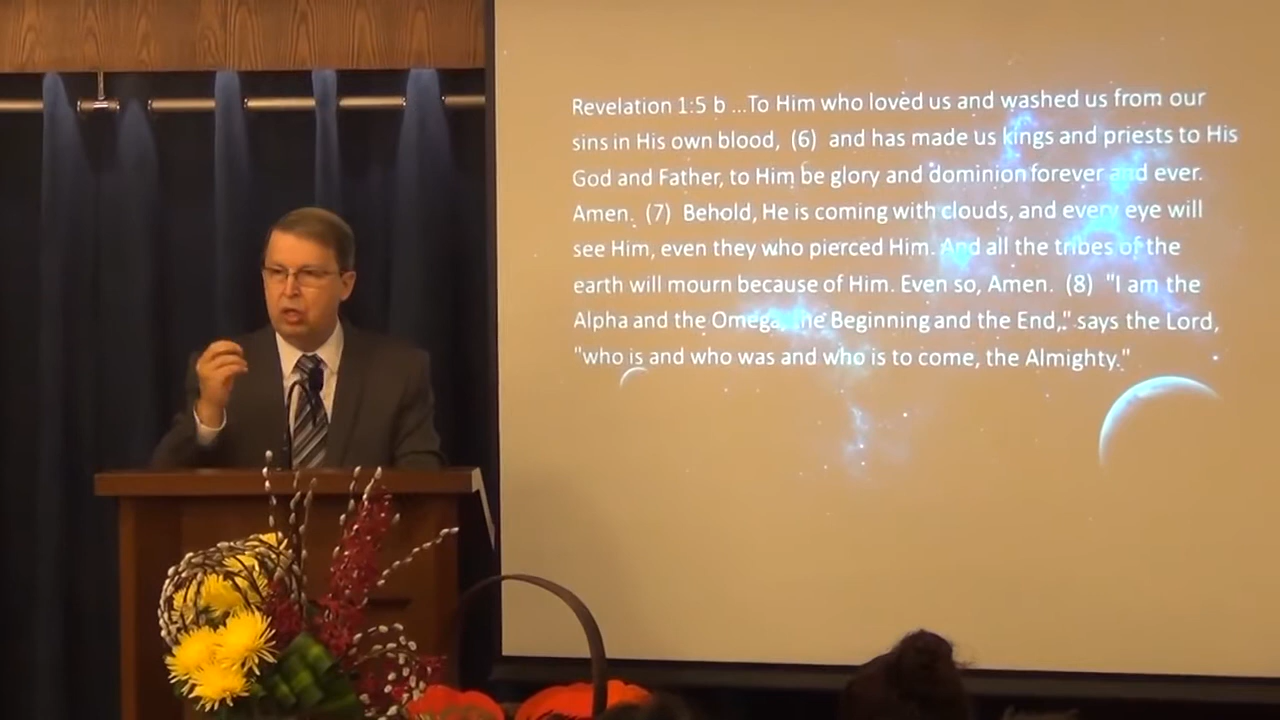 Revelation 1:5 b ...To Him who loved us and washed us from our
sins in His own blood, (6) and has made us kings and priests to His
God and Father, to Him be glory and dominion forever and ever.
Amen. (7) Behold, He is coming with clouds, and every eye will
see Him, even they who pierced Him. And all the tribes of the
earth will mourn because of Him. Even so, Amen. (8) "I am the
Alpha and the Omega, the Beginning and the End," says the Lord,
"who is and who was and who is to come, the Almighty."